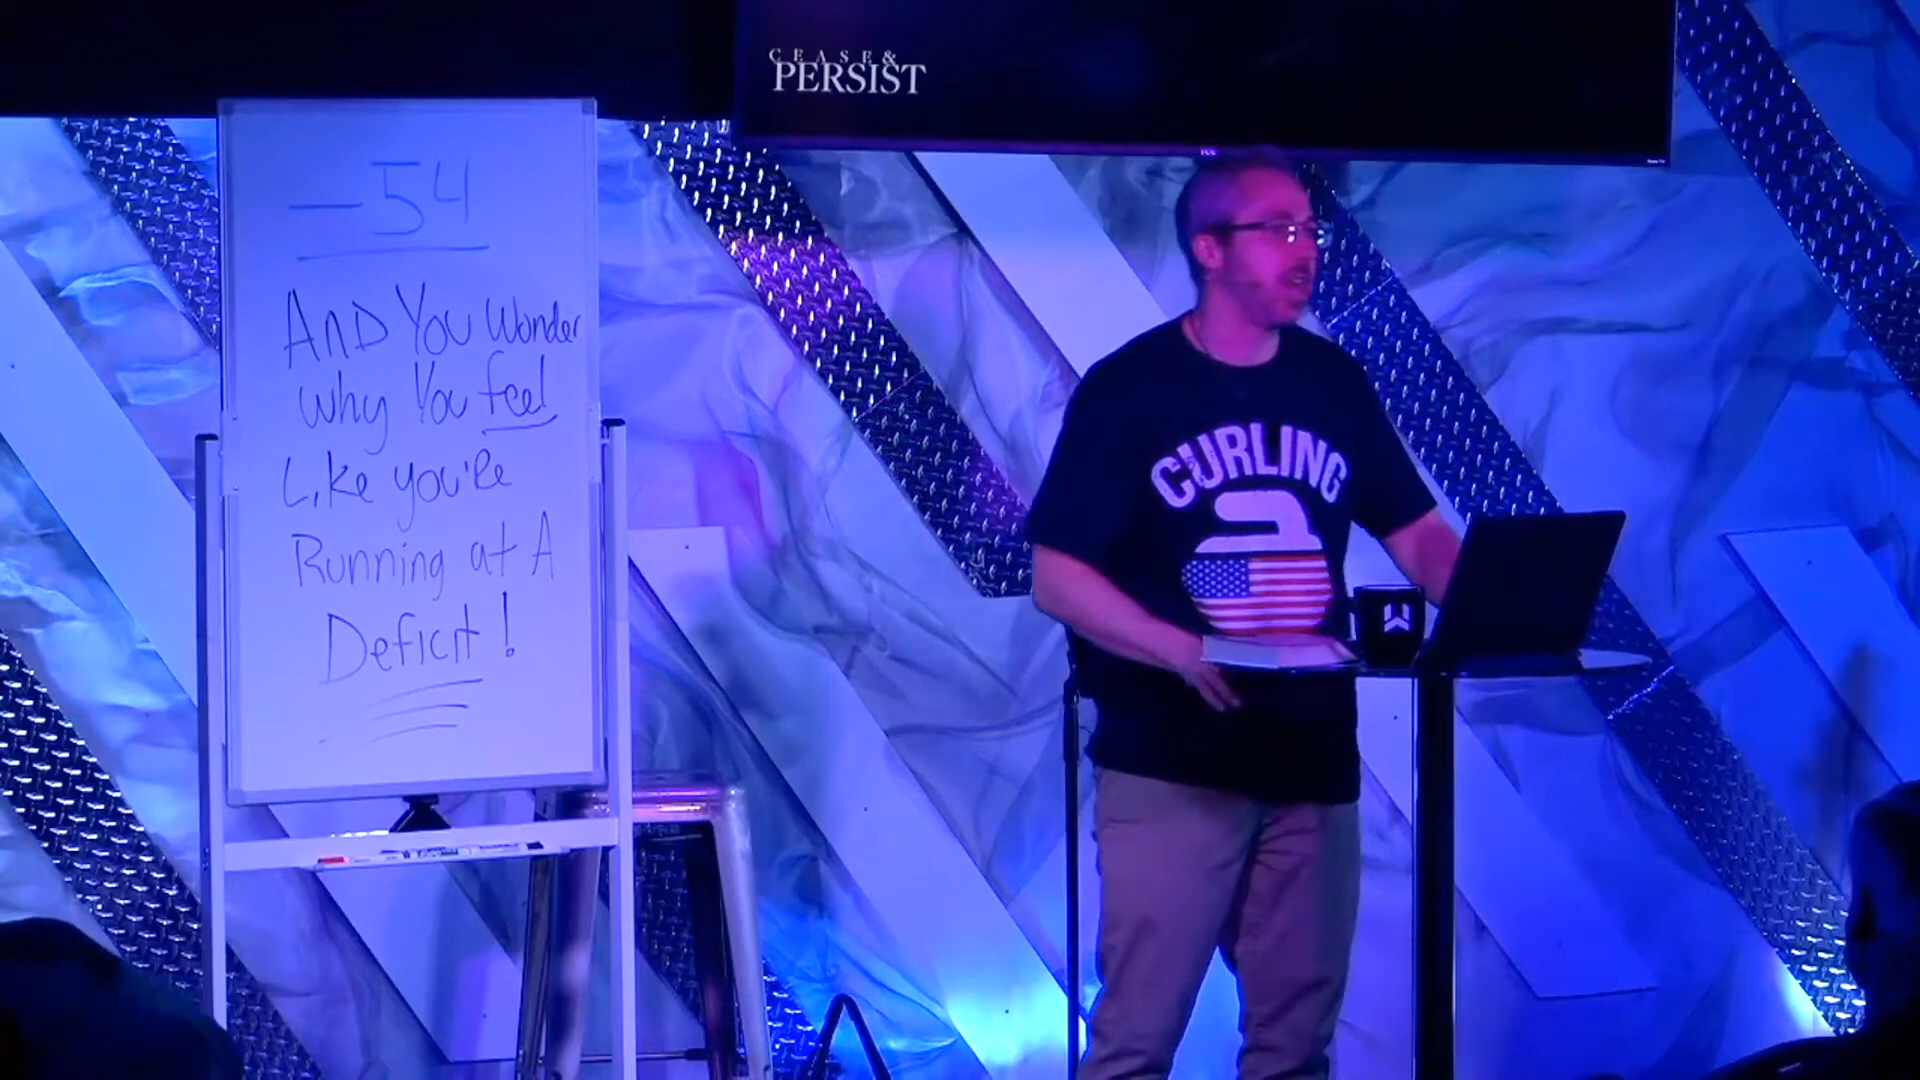 CEASE &
PERSIST
-54
AND You Wonder
why You feel
Like you're
Running at A
Deficit!
CURLING